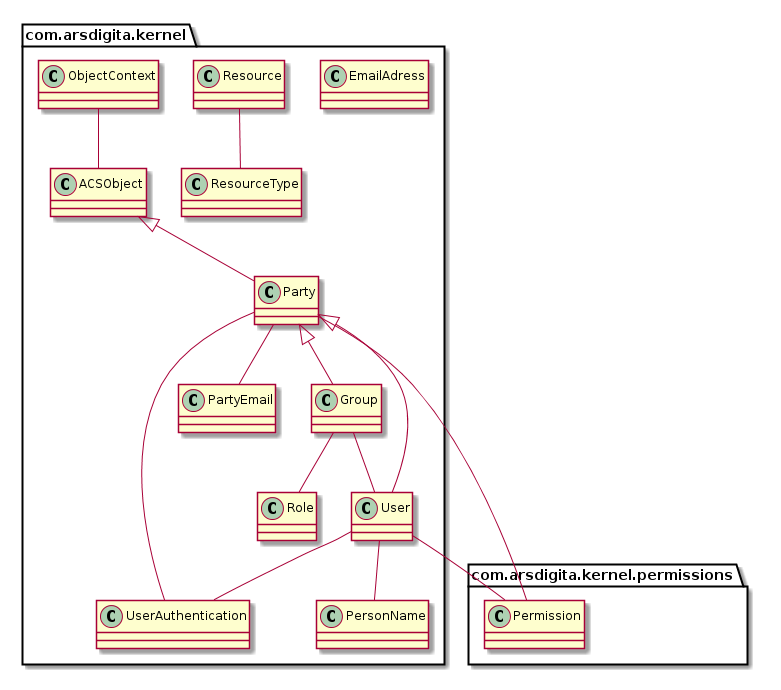 com.arsdigita.kernel
C ObjectContext
C Resource
C EmailAdress
C ACSObject
C ResourceType
C Party
C PartyEmail
C Group
C Role
C User
com.arsdigita.kernel.permissions
C UserAuthentication
C PersonName
C Permission